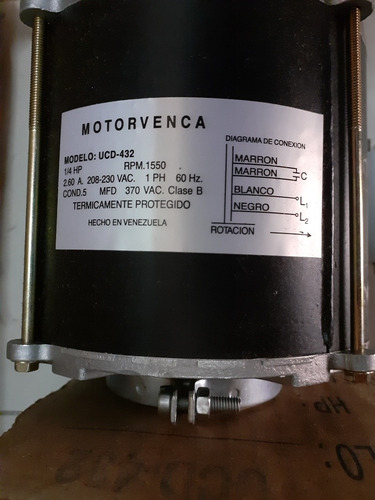 MOTORVENCA
MODELO: UCD-432
1/4 HP RPM.1550
2.60 A. 208-230 VAC. 1 PH 60 Hz.
COND.5 MFD 370 VAC. Clase B
TERMICAMENTE PROTEGIDO
HECHO EN VENEZUELA
DIAGRAMA DE CONEXION
MARRON
MARRON
C
BLANCO
L1
NEGRO
L2
ROTACION
HP: